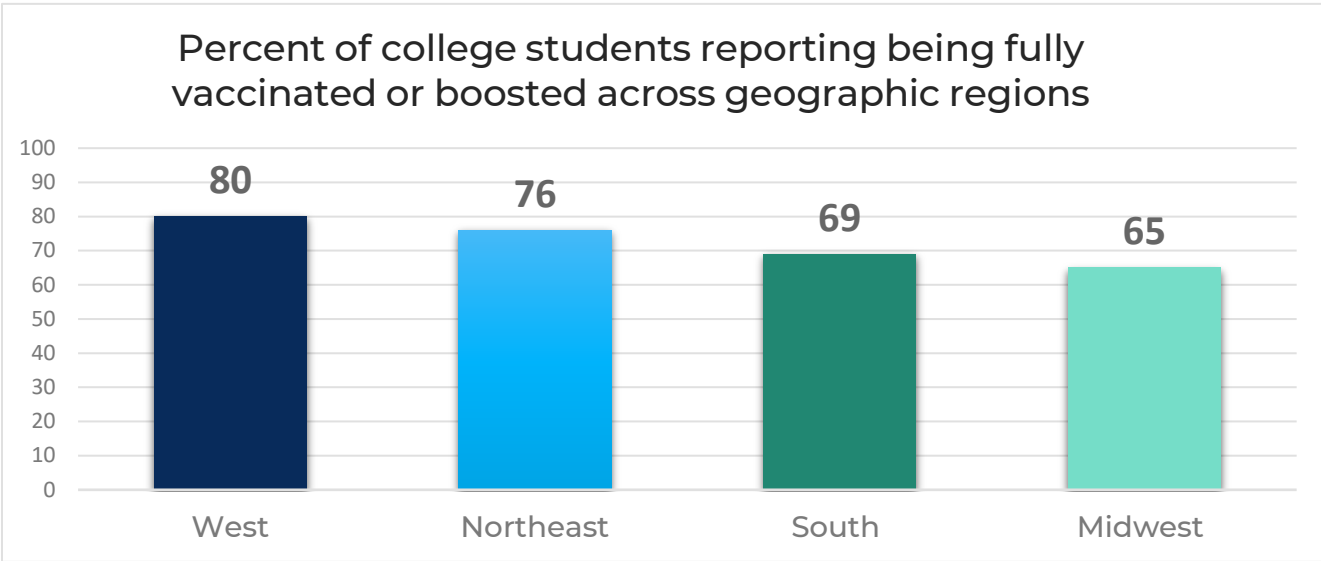 Percent of college students reporting being fully
vaccinated or boosted across geographic regions
100
90
80
70
60
50
40
30
20
10
0
80
76
69
65
West
Northeast
South
Midwest